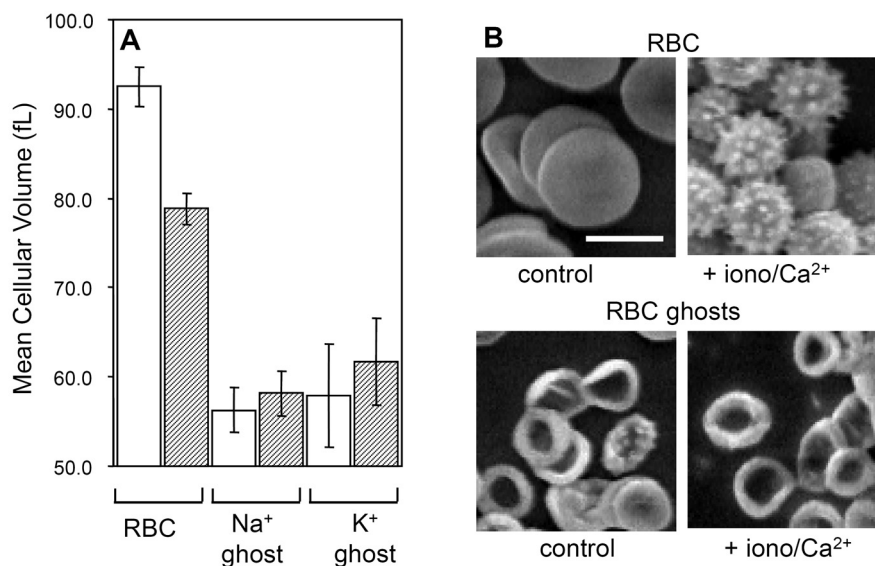 A
Mean Cellular Volume (fL)
100.0
90.0
80.0
70.0
60.0
50.0
RBC
Na⁺
ghost
K⁺
ghost
B
RBC
control
+ iono/Ca²⁺
RBC ghosts
control
+ iono/Ca²⁺